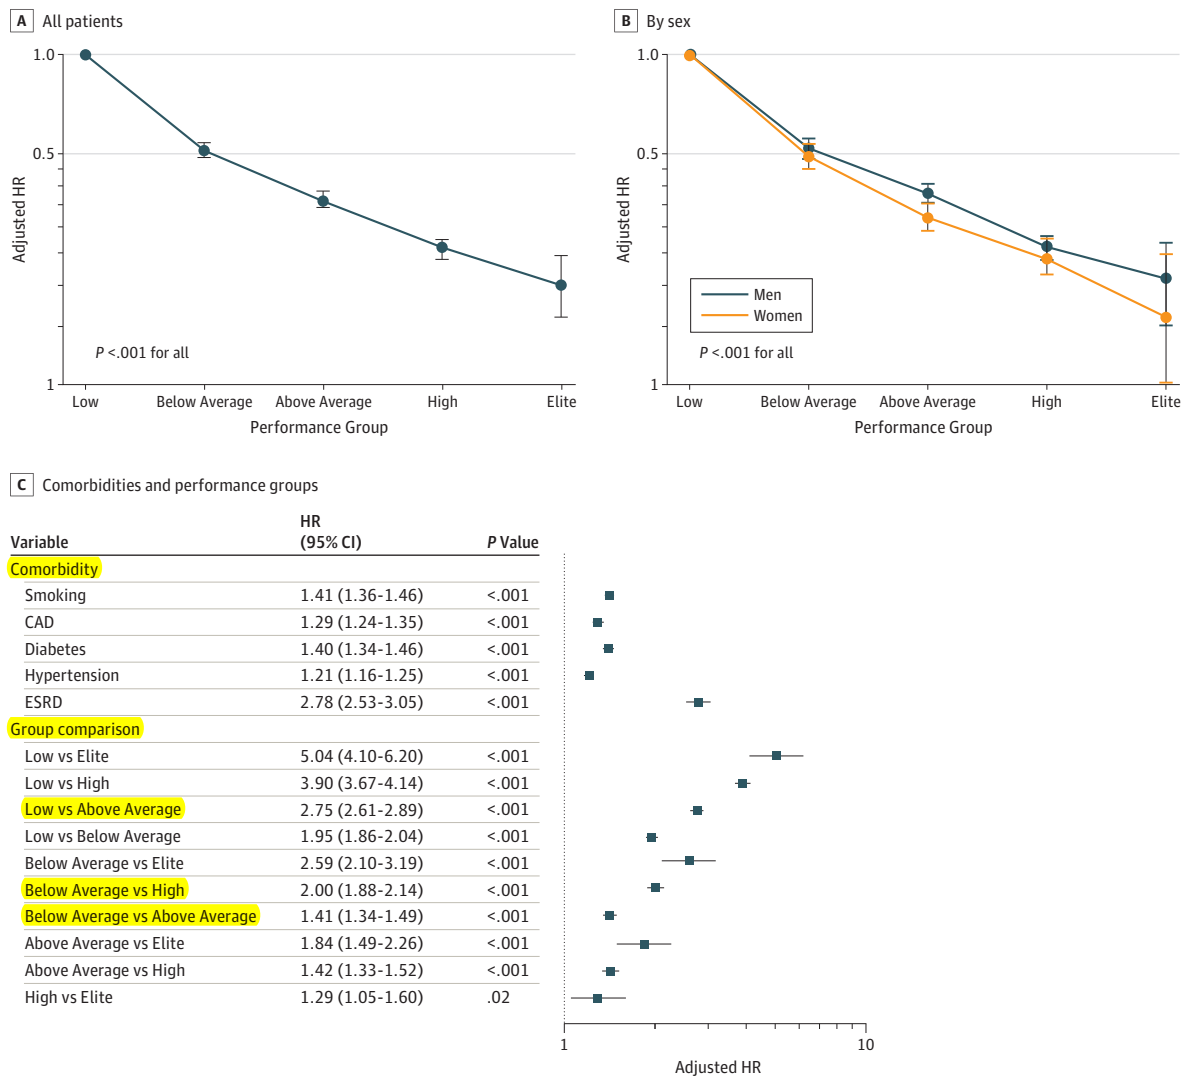 A All patients
1.0
0.5
1
Adjusted HR
P <.001 for all
Low Below Average Above Average High Elite
Performance Group
B By sex
1.0
0.5
1
Adjusted HR
Men
Women
P <.001 for all
Low Below Average Above Average High Elite
Performance Group
C Comorbidities and performance groups
HR
Variable (95% CI) P Value
Comorbidity
Smoking 1.41 (1.36-1.46) <.001
CAD 1.29 (1.24-1.35) <.001
Diabetes 1.40 (1.34-1.46) <.001
Hypertension 1.21 (1.16-1.25) <.001
ESRD 2.78 (2.53-3.05) <.001
Group comparison
Low vs Elite 5.04 (4.10-6.20) <.001
Low vs High 3.90 (3.67-4.14) <.001
Low vs Above Average 2.75 (2.61-2.89) <.001
Low vs Below Average 1.95 (1.86-2.04) <.001
Below Average vs Elite 2.59 (2.10-3.19) <.001
Below Average vs High 2.00 (1.88-2.14) <.001
Below Average vs Above Average 1.41 (1.34-1.49) <.001
Above Average vs Elite 1.84 (1.49-2.26) <.001
Above Average vs High 1.42 (1.33-1.52) <.001
High vs Elite 1.29 (1.05-1.60) .02
1 10
Adjusted HR